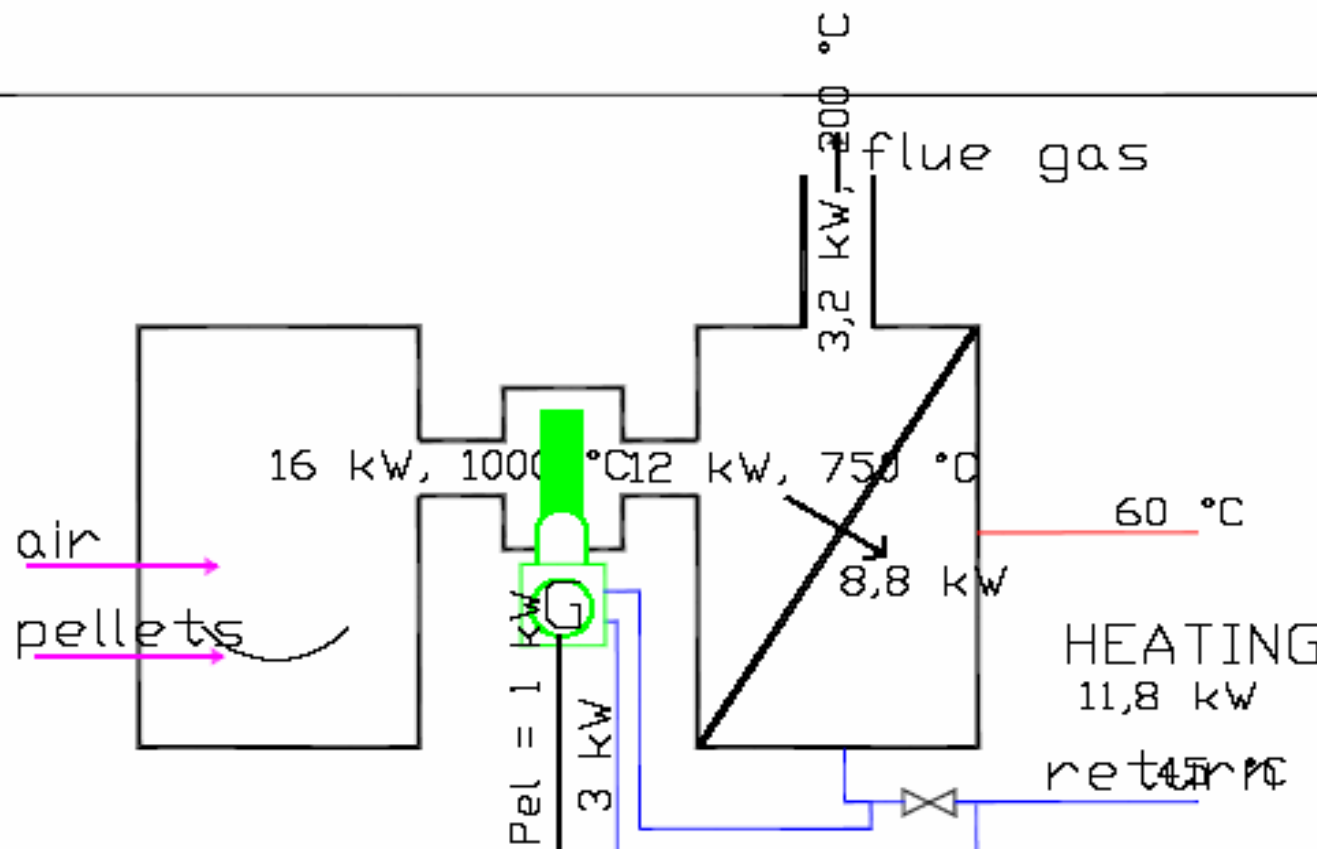 3,2 kW, 200 °C
flue gas
16 kW, 1000 °C
12 kW, 750 °C
air
60 °C
8,8 kW
pellets
G
HEATING
11,8 kW
Pel = 1 kW
3 kW
return
45 °C